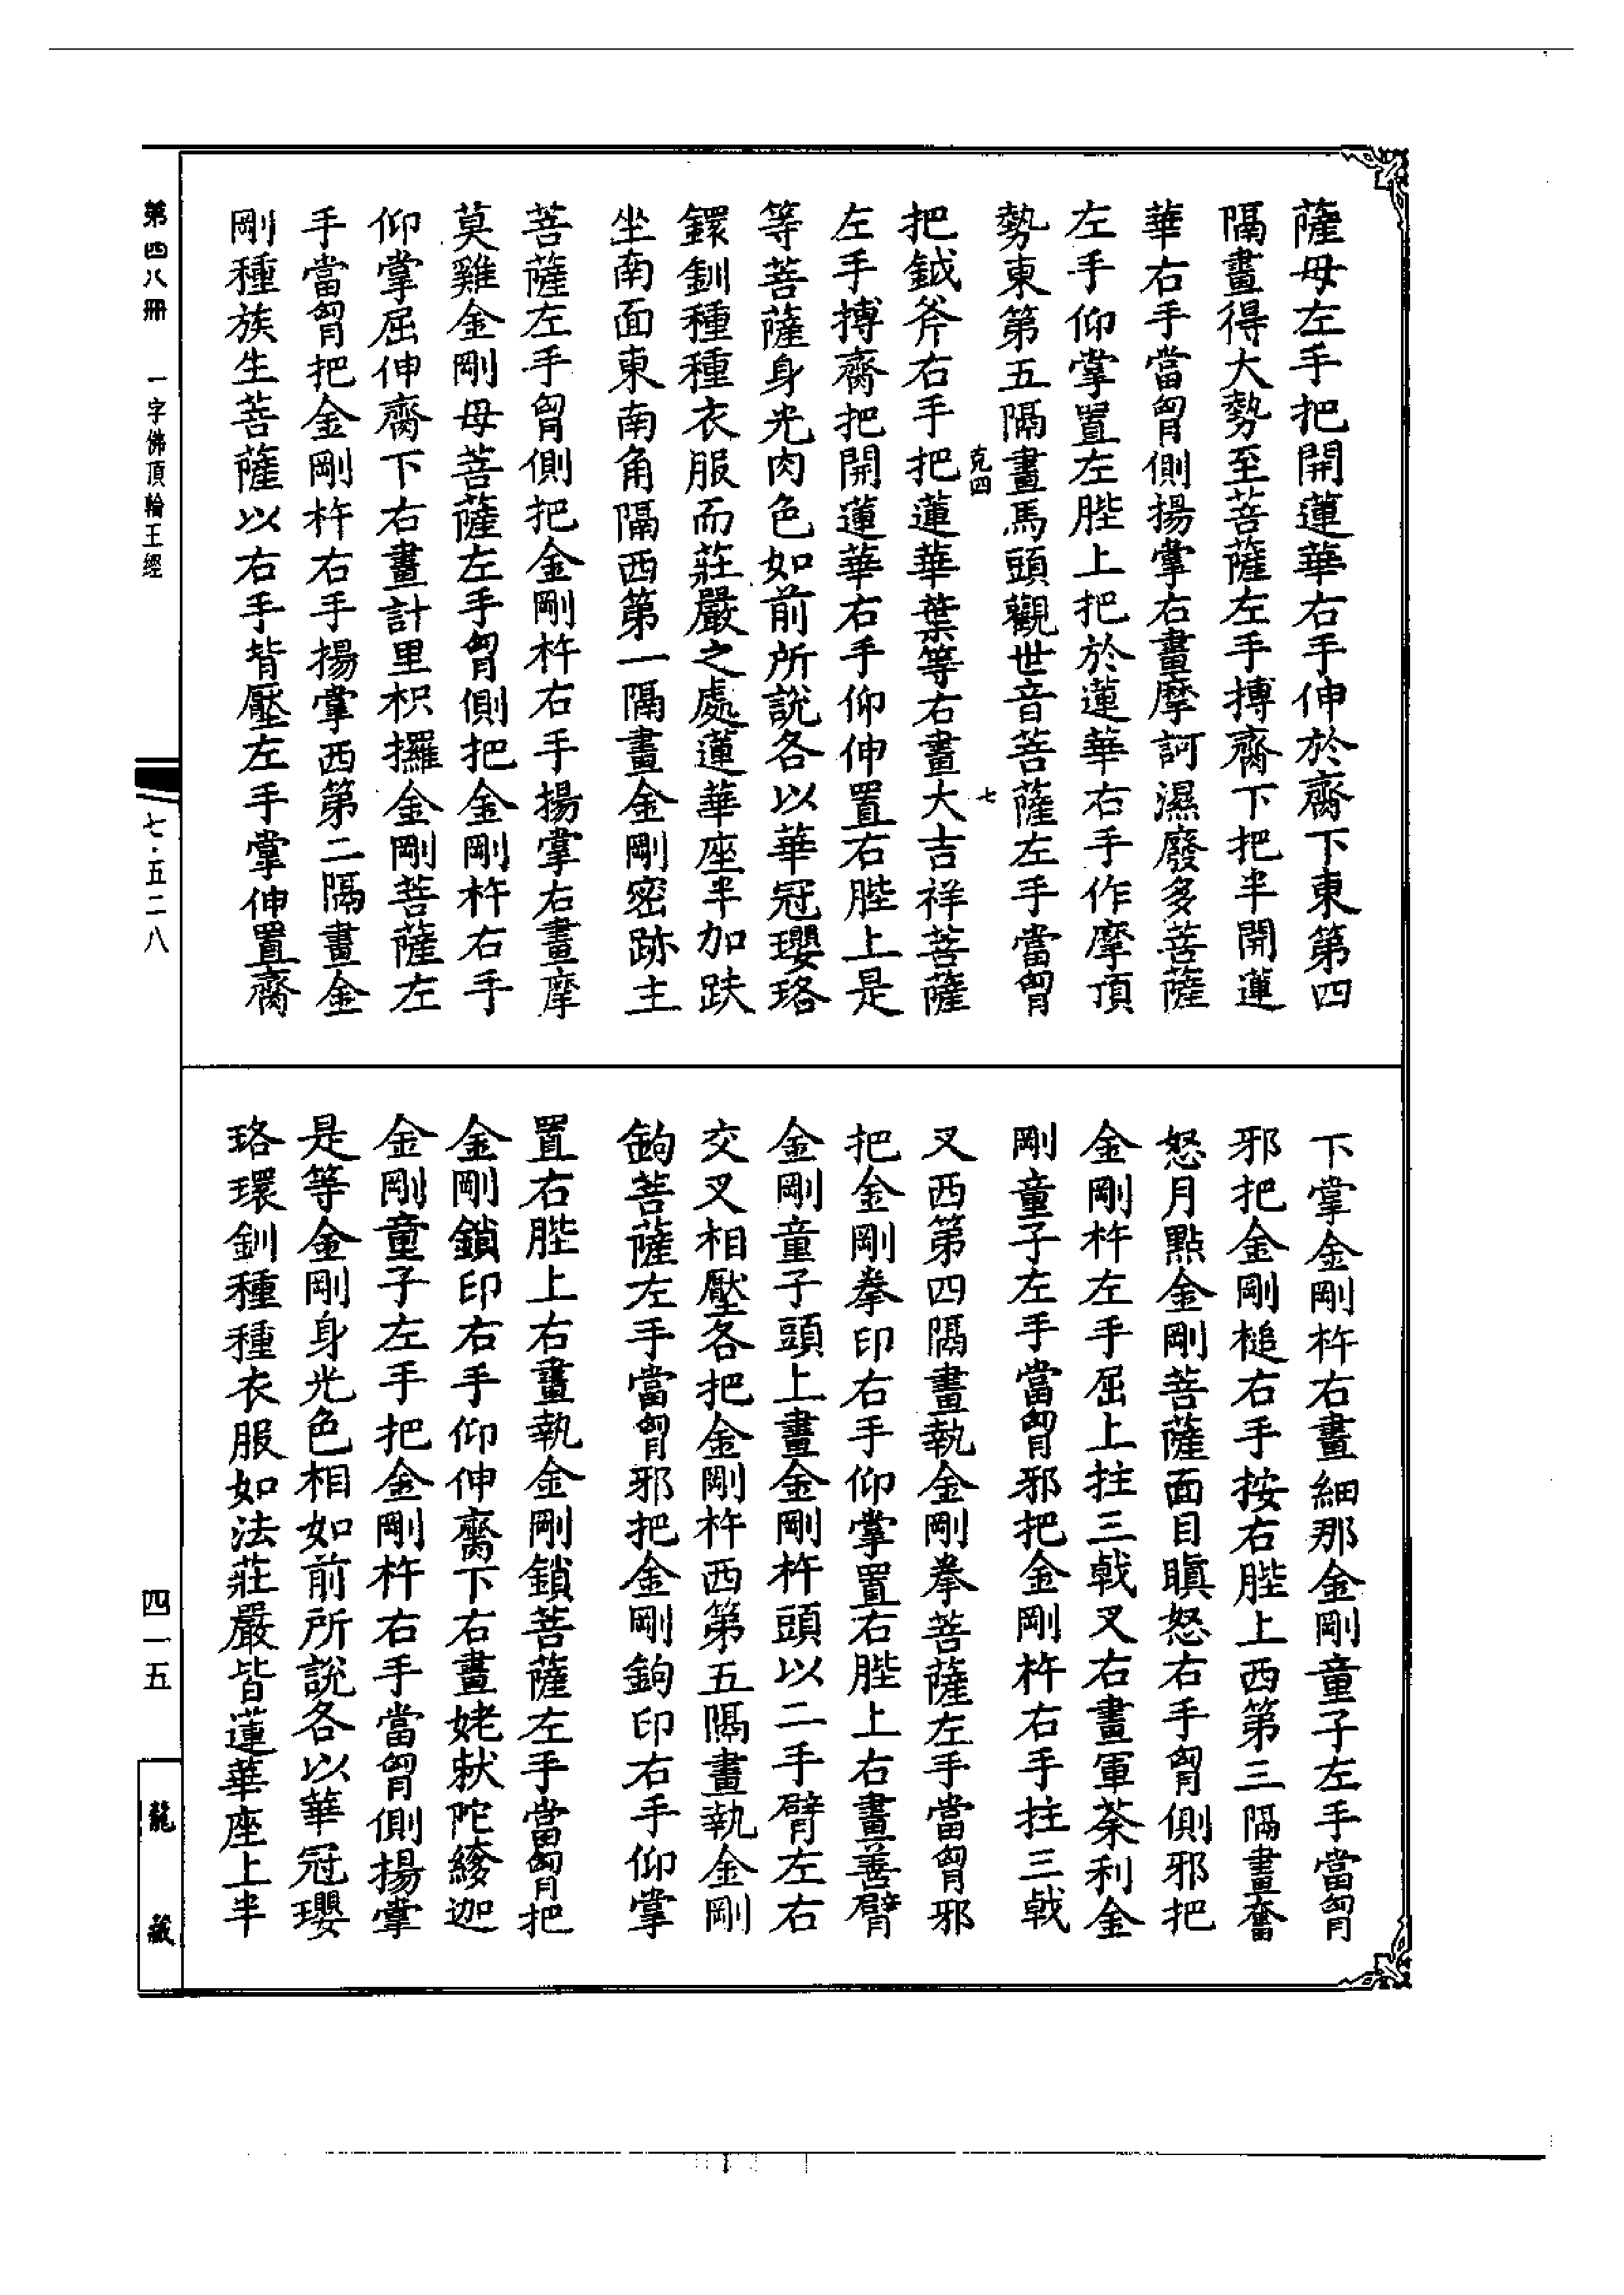 薩母左手把開蓮華右手伸於齊下東第四
隔畫得大勢至菩薩左手搏齊下把半開蓮
華右手當胷側揚掌右畫摩訶濕廢多菩薩
左手仰掌置左䏶上把於蓮華右手作摩頂
勢東第五隔畫馬頭觀世音菩薩左手當胷
克四
七
把鉞斧右手把蓮華葉等右畫大吉祥菩薩
左手搏齊把開蓮華右手仰伸置右䏶上是
等菩薩身光肉色如前所說各以華冠瓔珞
鐶釧種種衣服而莊嚴之處蓮華座半加趺
坐南面東南角隔西第一隔畫金剛密跡主
菩薩左手胷側把金剛杵右手揚掌右畫摩
莫雞金剛母菩薩左手胷側把金剛杵右手
仰掌屈伸齊下右畫計里枳攞金剛菩薩左
手當胷把金剛杵右手揚掌西第二隔畫金
剛種族生菩薩以右手背壓左手掌伸置齊
下掌金剛杵右畫細那金剛童子左手當胷
邪把金剛槌右手按右䏶上西第三隔畫奮
怒月點金剛菩薩面目瞋怒右手胷側邪把
金剛杵左手屈上拄三戟叉右畫軍荼利金
剛童子左手當胷邪把金剛杵右手拄三戟
叉西第四隔畫執金剛拳菩薩左手當胷邪
把金剛拳印右手仰掌置右䏶上右畫善臂
金剛童子頭上畫金剛杵頭以二手臂左右
交叉相壓各把金剛杵西第五隔畫執金剛
鉤菩薩左手當胷邪把金剛鉤印右手仰掌
置右䏶上右畫執金剛鎖菩薩左手當胷把
金剛鎖印右手仰伸齊下右畫姥狀陀縿迦
金剛童子左手把金剛杵右手當胷側揚掌
是等金剛身光色相如前所說各以華冠瓔
珞環釧種種衣服如法莊嚴皆蓮華座上半
第四八冊 一字佛頂輪王經
七·五二八
四一五
龍藏